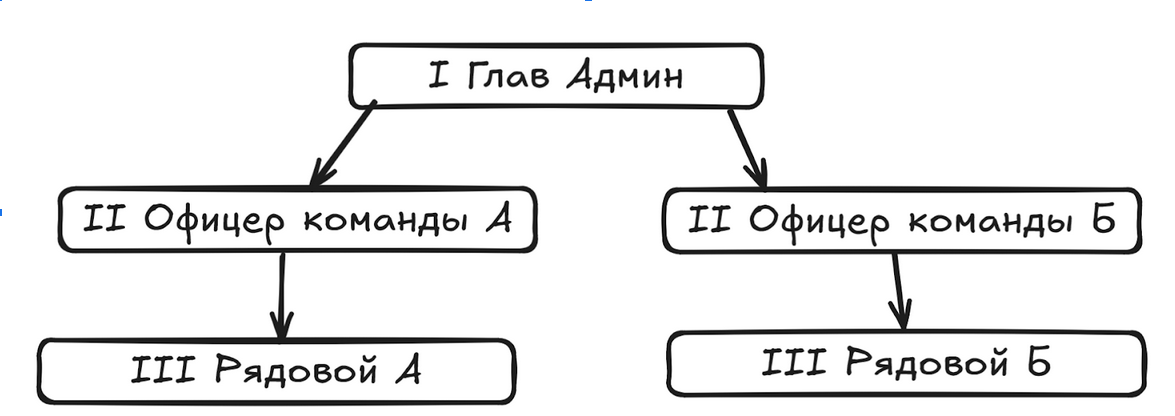 I Глав Админ
II Офицер команды А
II Офицер команды Б
III Рядовой А
III Рядовой Б